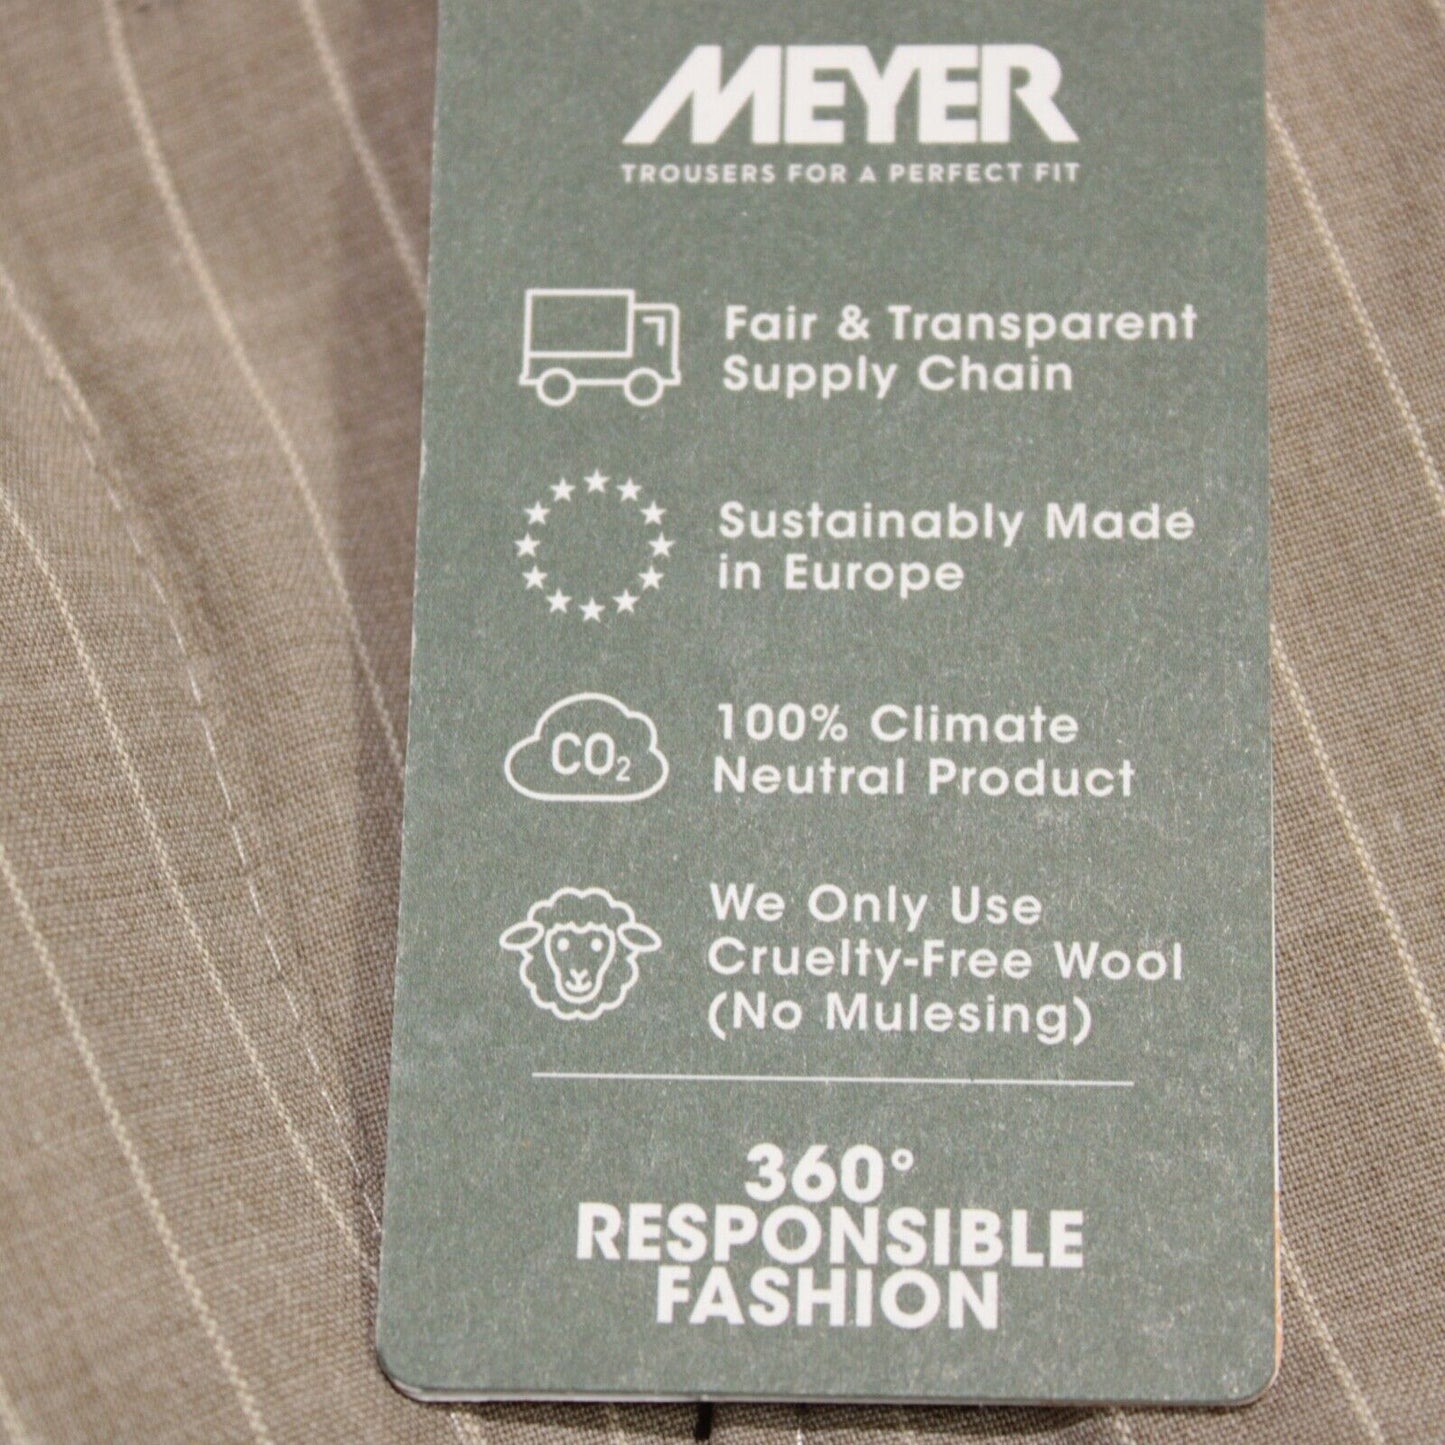 MEYER
TROUSERS FOR A PERFECT FIT
Fair & Transparent
Supply Chain
Sustainably Made
in Europe
CO₂
100% Climate
Neutral Product
We Only Use
Cruelty-Free Wool
(No Mulesing)
360°
RESPONSIBLE
FASHION